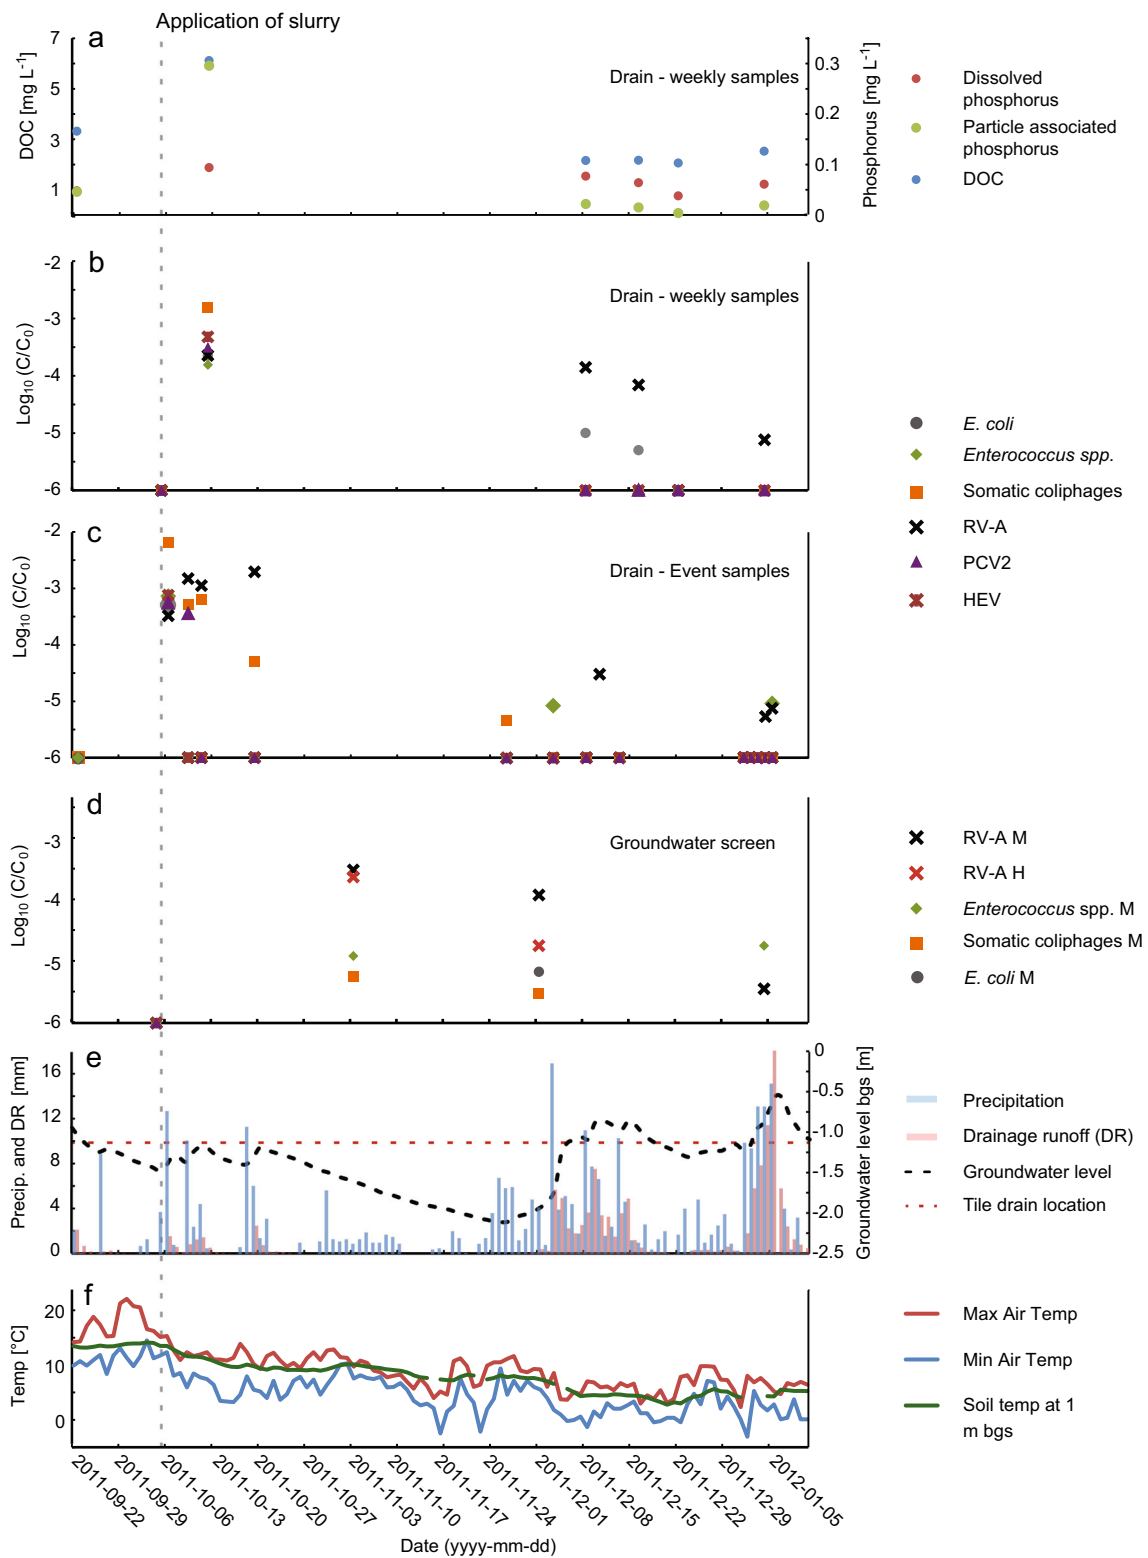 Application of slurry
a
7
5
3
1
DOC [mg L-1]
0.3
0.2
0.1
0
Phosphorus [mg L-1]
Drain - weekly samples
Dissolved
phosphorus
Particle associated
phosphorus
DOC
b
-2
-3
-4
-5
-6
Log10 (C/C0)
Drain - weekly samples
E. coli
Enterococcus spp.
Somatic coliphages
RV-A
PCV2
HEV
c
-2
-3
-4
-5
-6
Log10 (C/C0)
Drain - Event samples
d
-3
-4
-5
-6
Log10 (C/C0)
Groundwater screen
RV-A M
RV-A H
Enterococcus spp. M
Somatic coliphages M
E. coli M
e
16
12
8
4
0
Precip. and DR [mm]
0
-0.5
-1.0
-1.5
-2.0
-2.5
Groundwater level bgs [m]
Precipitation
Drainage runoff (DR)
Groundwater level
Tile drain location
f
20
10
0
Temp [°C]
Max Air Temp
Min Air Temp
Soil temp at 1
m bgs
2011-09-22
2011-09-29
2011-10-06
2011-10-13
2011-10-20
2011-10-27
2011-11-03
2011-11-10
2011-11-17
2011-11-24
2011-12-01
2011-12-08
2011-12-15
2011-12-22
2011-12-29
2012-01-05
Date (yyyy-mm-dd)